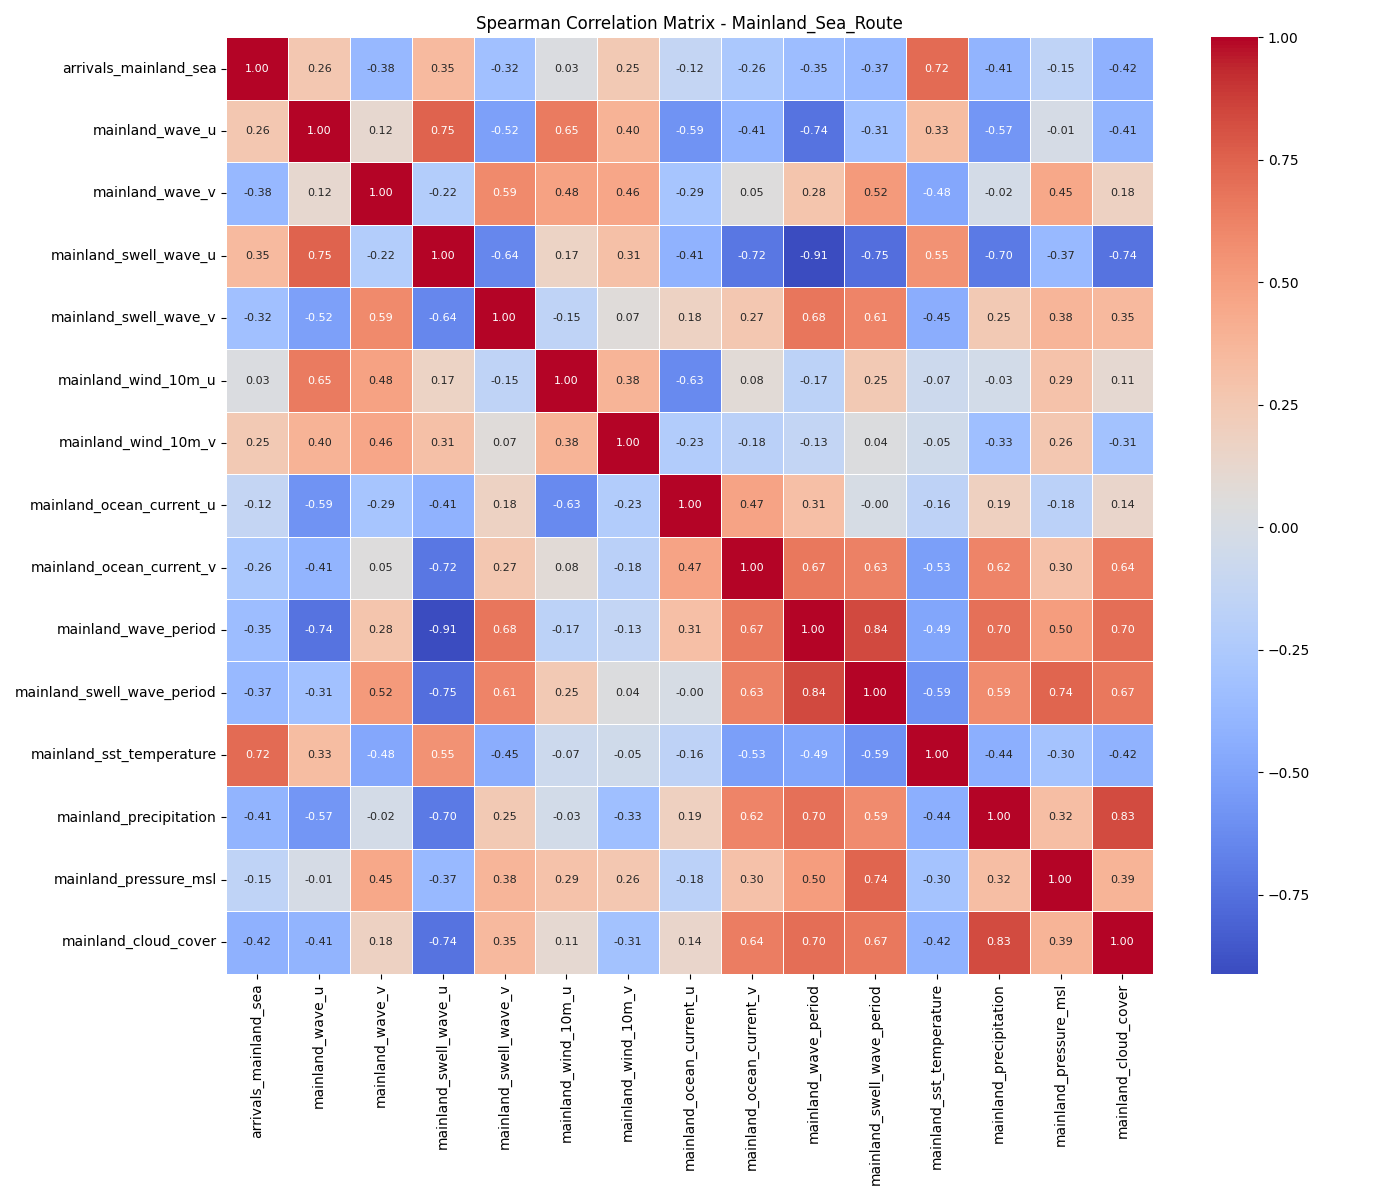 Spearman Correlation Matrix - Mainland_Sea_Route
arrivals_mainland_sea 1.00 0.26 -0.38 0.35 -0.32 0.03 0.25 -0.12 -0.26 -0.35 -0.37 0.72 -0.41 -0.15 -0.42
mainland_wave_u 0.26 1.00 0.12 0.75 -0.52 0.65 0.40 -0.59 -0.41 -0.74 -0.31 0.33 -0.57 -0.01 -0.41
mainland_wave_v -0.38 0.12 1.00 -0.22 0.59 0.48 0.46 -0.29 0.05 0.28 0.52 -0.48 -0.02 0.45 0.18
mainland_swell_wave_u 0.35 0.75 -0.22 1.00 -0.64 0.17 0.31 -0.41 -0.72 -0.91 -0.75 0.55 -0.70 -0.37 -0.74
mainland_swell_wave_v -0.32 -0.52 0.59 -0.64 1.00 -0.15 0.07 0.18 0.27 0.68 0.61 -0.45 0.25 0.38 0.35
mainland_wind_10m_u 0.03 0.65 0.48 0.17 -0.15 1.00 0.38 -0.63 0.08 -0.17 0.25 -0.07 -0.03 0.29 0.11
mainland_wind_10m_v 0.25 0.40 0.46 0.31 0.07 0.38 1.00 -0.23 -0.18 -0.13 0.04 -0.05 -0.33 0.26 -0.31
mainland_ocean_current_u -0.12 -0.59 -0.29 -0.41 0.18 -0.63 -0.23 1.00 0.47 0.31 -0.00 -0.16 0.19 -0.18 0.14
mainland_ocean_current_v -0.26 -0.41 0.05 -0.72 0.27 0.08 -0.18 0.47 1.00 0.67 0.63 -0.53 0.62 0.30 0.64
mainland_wave_period -0.35 -0.74 0.28 -0.91 0.68 -0.17 -0.13 0.31 0.67 1.00 0.84 -0.49 0.70 0.50 0.70
mainland_swell_wave_period -0.37 -0.31 0.52 -0.75 0.61 0.25 0.04 -0.00 0.63 0.84 1.00 -0.59 0.59 0.74 0.67
mainland_sst_temperature 0.72 0.33 -0.48 0.55 -0.45 -0.07 -0.05 -0.16 -0.53 -0.49 -0.59 1.00 -0.44 -0.30 -0.42
mainland_precipitation -0.41 -0.57 -0.02 -0.70 0.25 -0.03 -0.33 0.19 0.62 0.70 0.59 -0.44 1.00 0.32 0.83
mainland_pressure_msl -0.15 -0.01 0.45 -0.37 0.38 0.29 0.26 -0.18 0.30 0.50 0.74 -0.30 0.32 1.00 0.39
mainland_cloud_cover -0.42 -0.41 0.18 -0.74 0.35 0.11 -0.31 0.14 0.64 0.70 0.67 -0.42 0.83 0.39 1.00
arrivals_mainland_sea
mainland_wave_u
mainland_wave_v
mainland_swell_wave_u
mainland_swell_wave_v
mainland_wind_10m_u
mainland_wind_10m_v
mainland_ocean_current_u
mainland_ocean_current_v
mainland_wave_period
mainland_swell_wave_period
mainland_sst_temperature
mainland_precipitation
mainland_pressure_msl
mainland_cloud_cover
1.00
0.75
0.50
0.25
0.00
−0.25
−0.50
−0.75